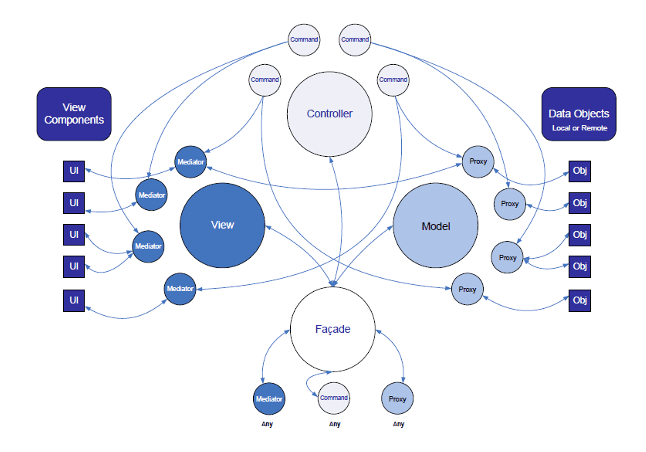 Command
Command
Command
Command
View
Components
Controller
Data Objects
Local or Remote
UI
Mediator
Proxy
Obj
UI
Mediator
Proxy
Obj
View
Model
UI
Mediator
Proxy
Obj
UI
Obj
UI
Mediator
Proxy
Obj
Façade
Mediator
Command
Proxy
Any
Any
Any